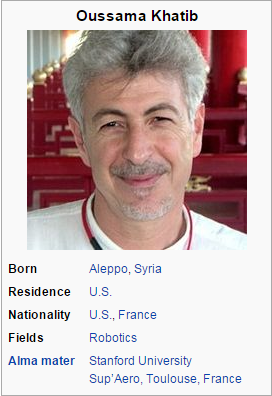 Oussama Khatib
Born Aleppo, Syria
Residence U.S.
Nationality U.S., France
Fields Robotics
Alma mater Stanford University
Sup'Aero, Toulouse, France